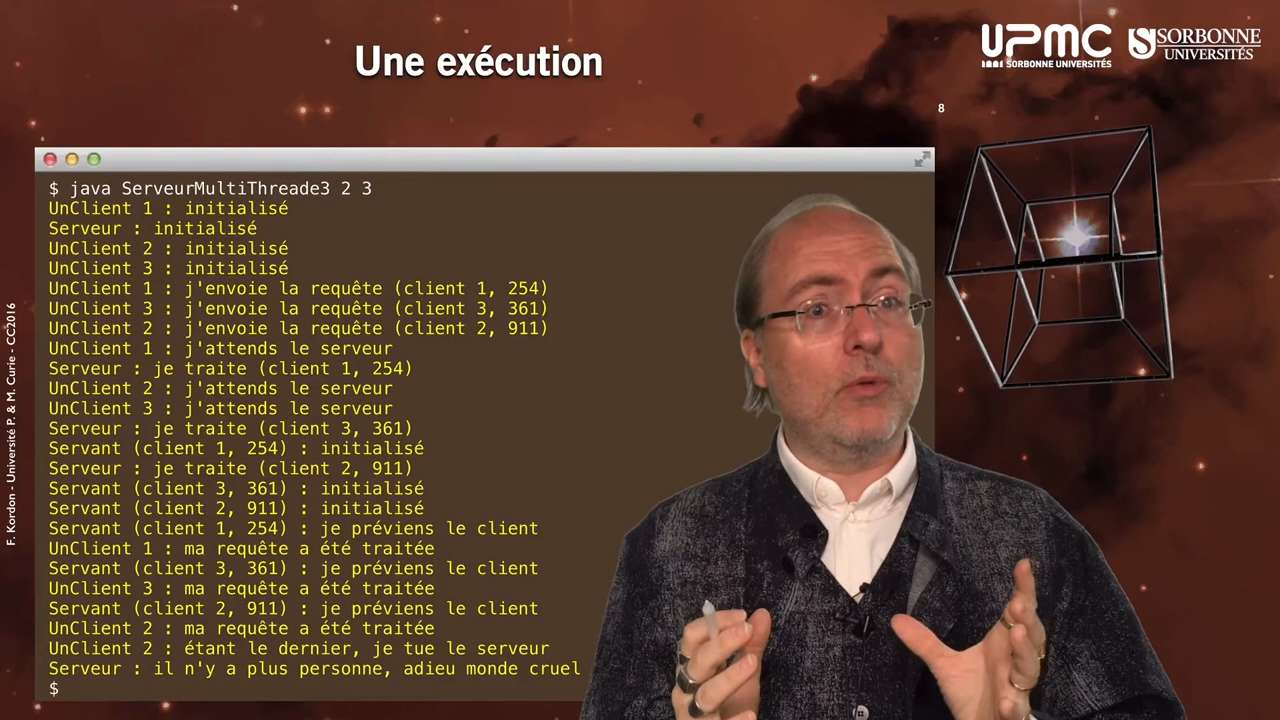 Une exécution
UPMC
SORBONNE UNIVERSITÉS
SORBONNE
UNIVERSITÉS
8
$ java ServeurMultiThreade3 2 3
UnClient 1 : initialisé
Serveur : initialisé
UnClient 2 : initialisé
UnClient 3 : initialisé
UnClient 1 : j'envoie la requête (client 1, 254)
UnClient 3 : j'envoie la requête (client 3, 361)
UnClient 2 : j'envoie la requête (client 2, 911)
UnClient 1 : j'attends le serveur
Serveur : je traite (client 1, 254)
UnClient 2 : j'attends le serveur
UnClient 3 : j'attends le serveur
Serveur : je traite (client 3, 361)
Servant (client 1, 254) : initialisé
Serveur : je traite (client 2, 911)
Servant (client 3, 361) : initialisé
Servant (client 2, 911) : initialisé
Servant (client 1, 254) : je préviens le client
UnClient 1 : ma requête a été traitée
Servant (client 3, 361) : je préviens le client
UnClient 3 : ma requête a été traitée
Servant (client 2, 911) : je préviens le client
UnClient 2 : ma requête a été traitée
UnClient 2 : étant le dernier, je tue le serveur
Serveur : il n'y a plus personne, adieu monde cruel
$
F. Kordon - Université P. & M. Curie - CC2016